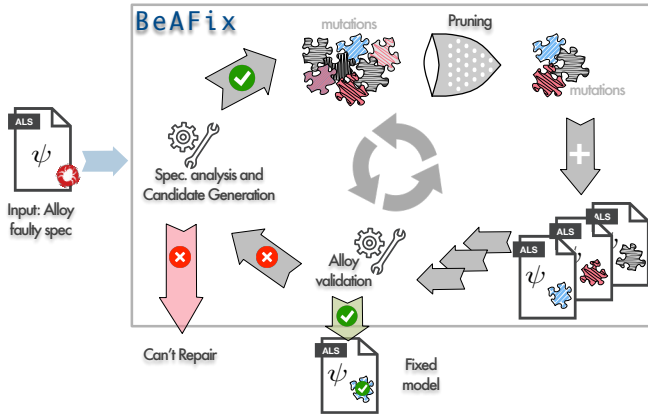 BeAFix
mutations
Pruning
mutations
ALS
ψ
Input: Alloy
faulty spec
Spec. analysis and
Candidate Generation
+
ALS
ALS
ALS
ψ
ψ
Alloy
validation
Can't Repair
ALS
ψ
Fixed
model